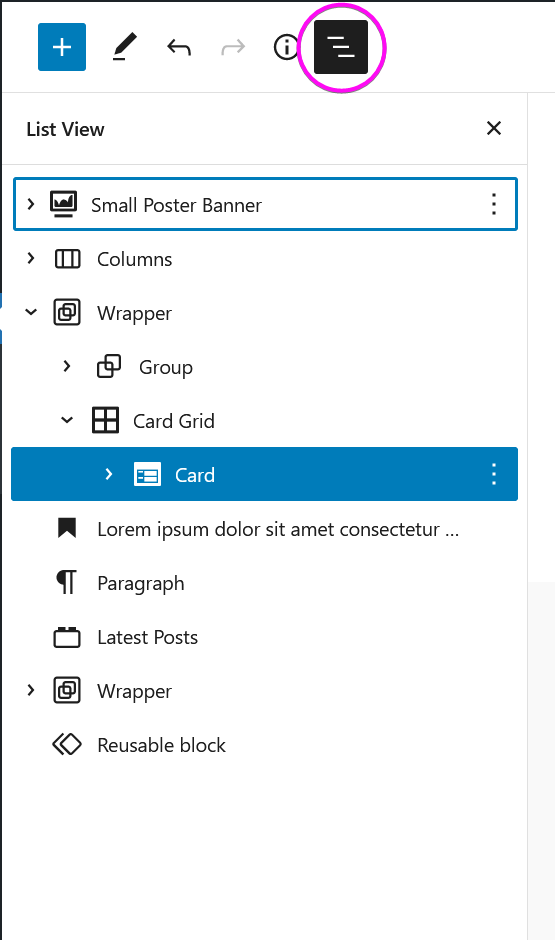 List View
Small Poster Banner
Columns
Wrapper
Group
Card Grid
Card
Lorem ipsum dolor sit amet consectetur ...
Paragraph
Latest Posts
Wrapper
Reusable block